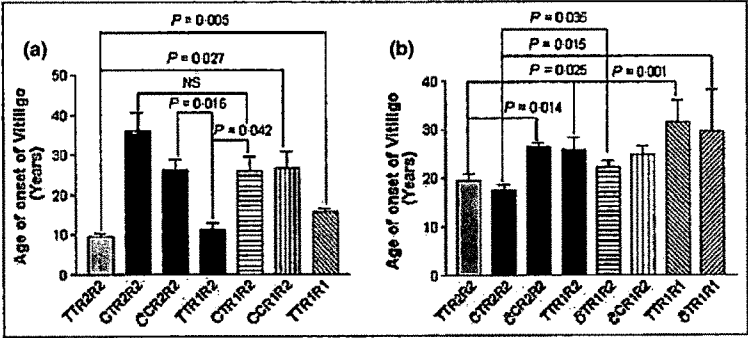 (a)
P = 0·005
P = 0·027
NS
P = 0·016
P = 0·042
Age of onset of Vitiligo
(Years)
50
40
30
20
10
0
TTR2R2
CTR2R2
CCR2R2
TTR1R2
CTR1R2
CCR1R2
TTR1R1
(b)
P = 0·036
P = 0·015
P = 0·025
P = 0·001
P = 0·014
Age of onset of Vitiligo
(Years)
40
30
20
10
0
TTR2R2
CTR2R2
CCR2R2
TTR1R2
CTR1R2
CCR1R2
TTR1R1
CTR1R1